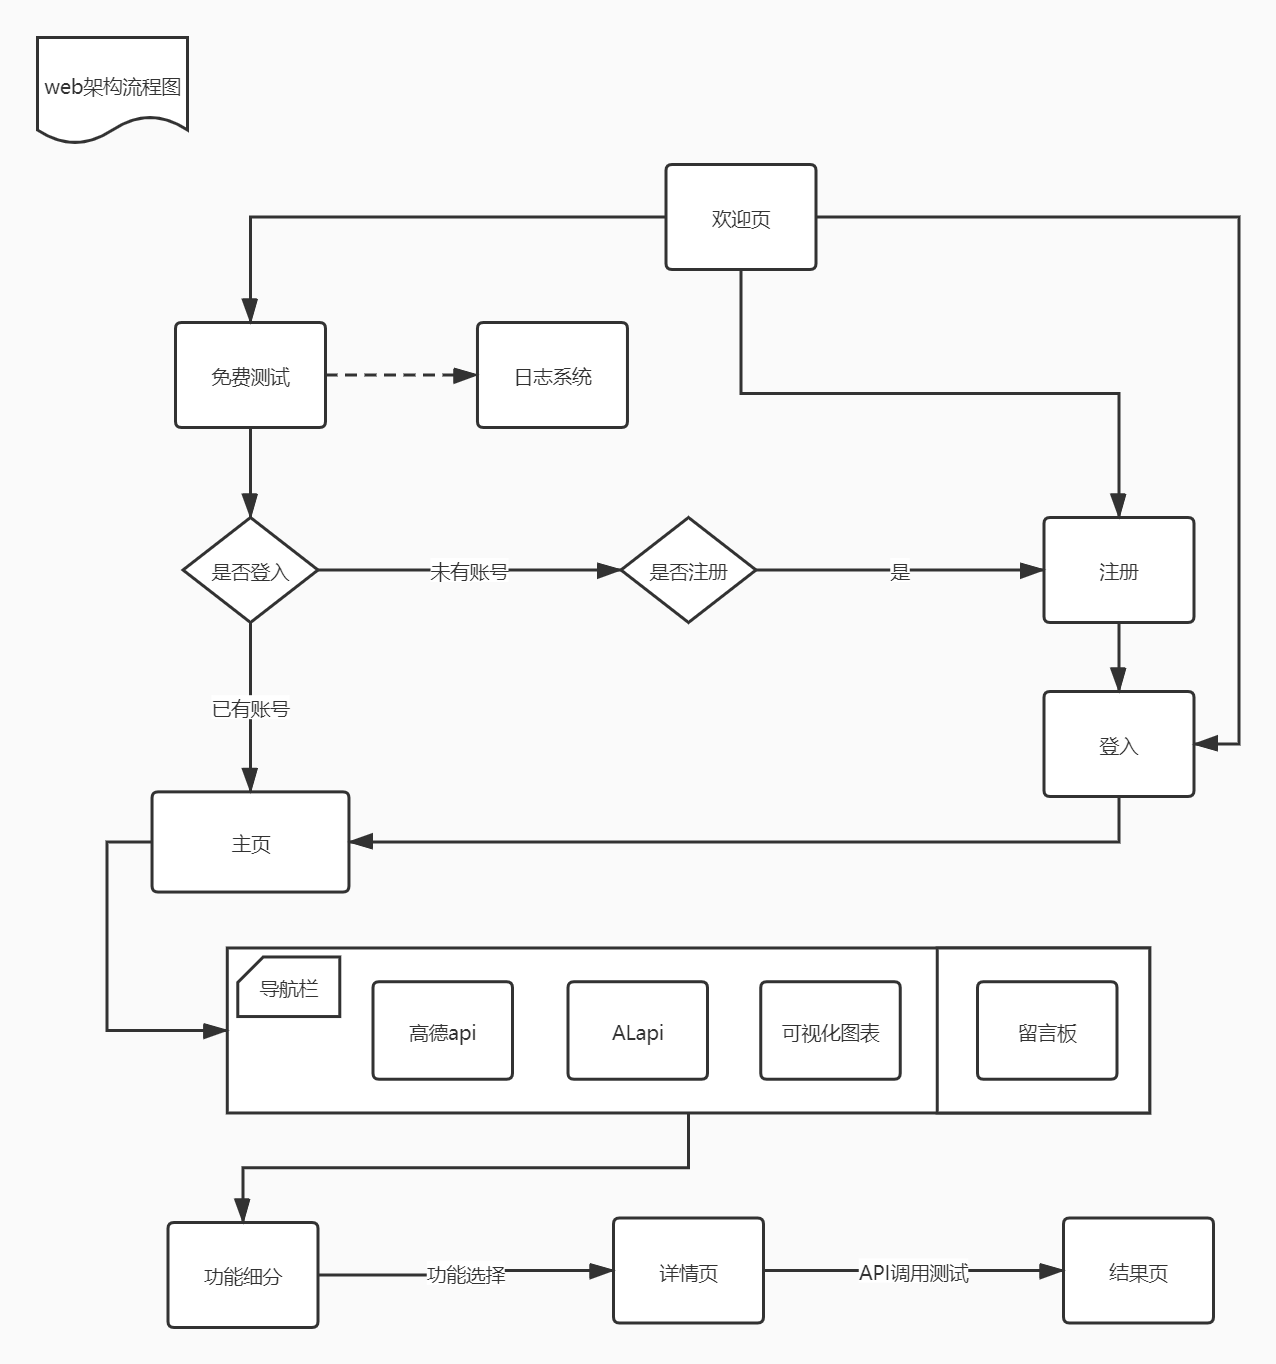 web架构流程图
欢迎页
免费测试
日志系统
是否登入
未有账号
是否注册
是
注册
已有账号
登入
主页
导航栏
高德api
ALapi
可视化图表
留言板
功能细分
功能选择
详情页
API调用测试
结果页